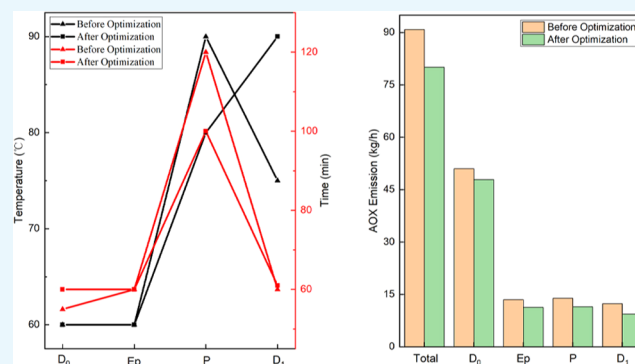 Before Optimization
After Optimization
Before Optimization
After Optimization
Temperature (℃)
90
80
70
60
D₀
Ep
P
D₁
120
100
80
60
Time (min)
Before Optimization
After Optimization
AOX Emission (kg/h)
90
75
60
45
30
15
0
Total
D₀
Ep
P
D₁